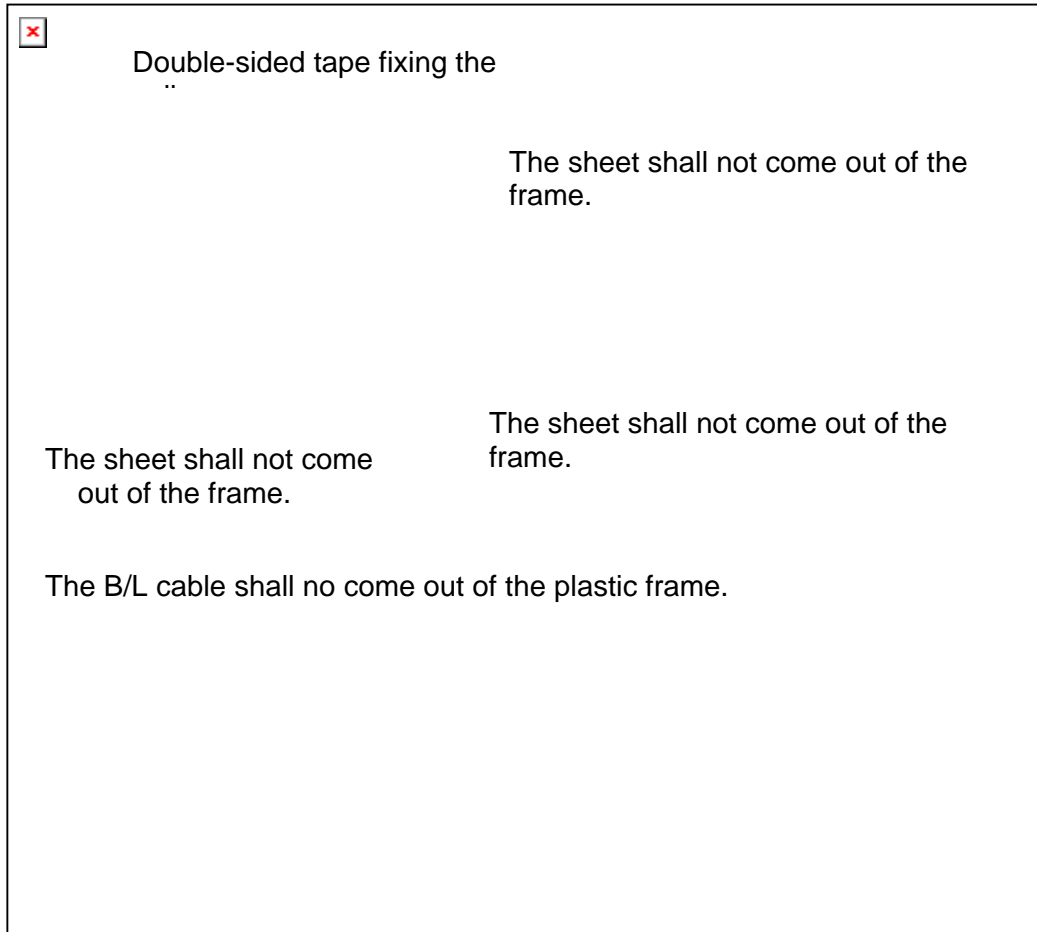 Double-sided tape fixing the
The sheet shall not come out of the
frame.
The sheet shall not come out of the
frame.
The sheet shall not come
out of the frame.
The B/L cable shall no come out of the plastic frame.